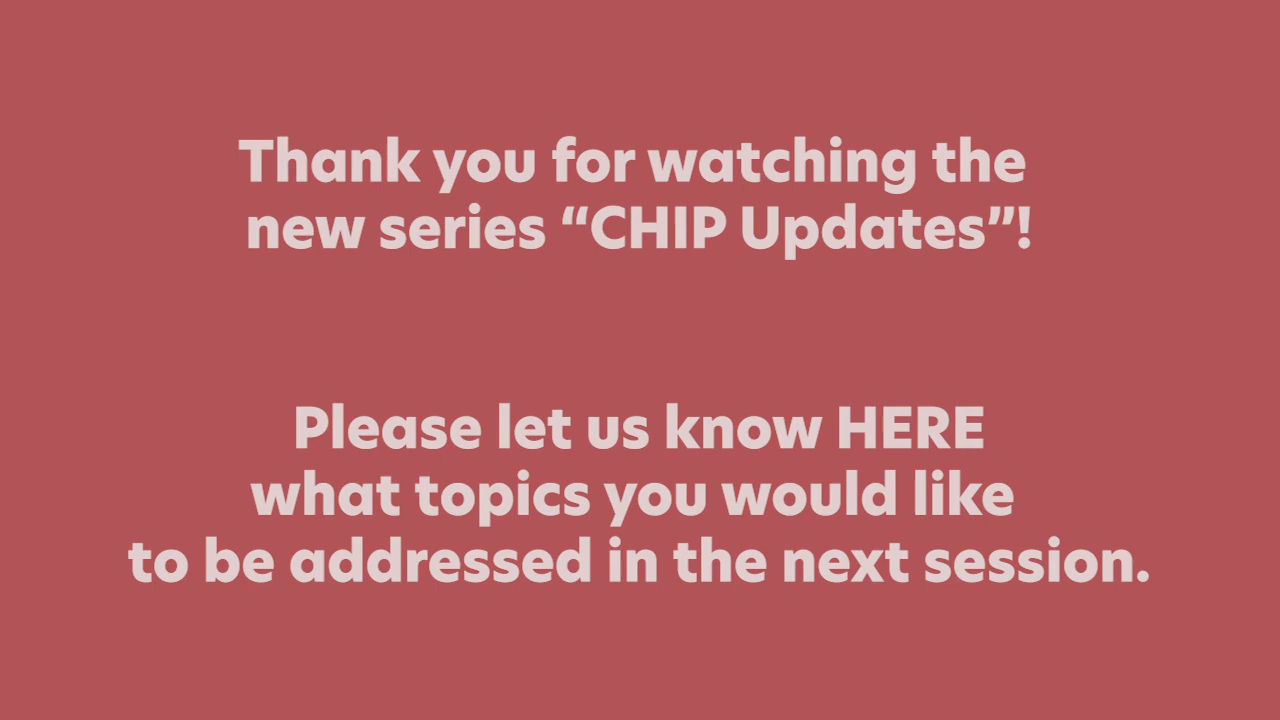 Thank you for watching the
new series “CHIP Updates”!
Please let us know HERE
what topics you would like
to be addressed in the next session.